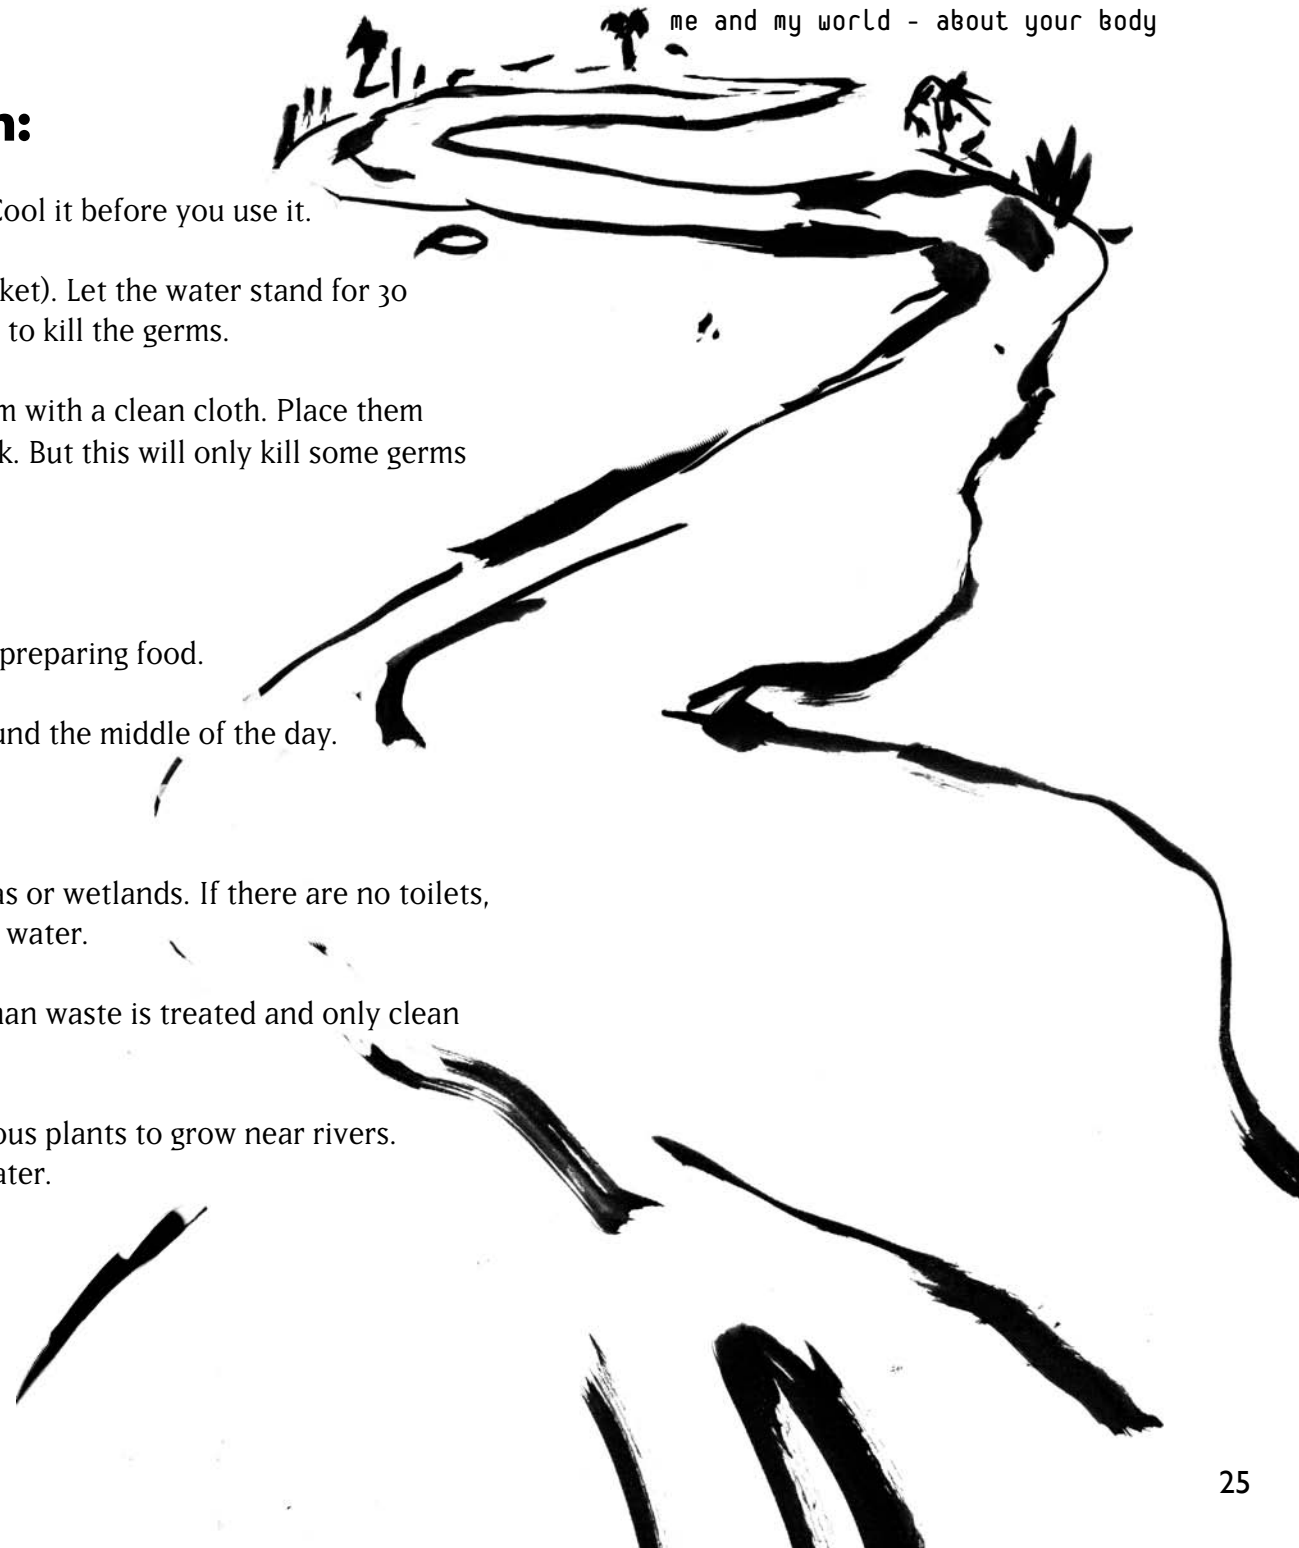 me and my world - about your body
n:
Cool it before you use it.
ket). Let the water stand for 30
to kill the germs.
m with a clean cloth. Place them
k. But this will only kill some germs
preparing food.
und the middle of the day.
as or wetlands. If there are no toilets,
water.
nan waste is treated and only clean
ous plants to grow near rivers.
ater.
25